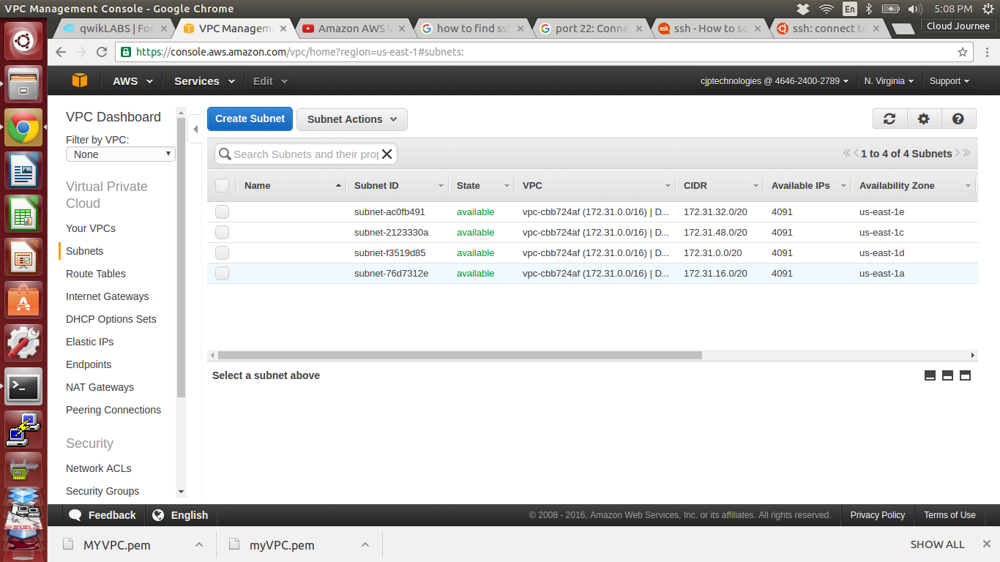 VPC Management Console - Google Chrome
En
5:08 PM
qwikLABS | Foc
VPC Managem
Amazon AWS V
how to find ssh
port 22: Conne
ask
ssh - How to so
ssh: connect to
Cloud Journee
https://console.aws.amazon.com/vpc/home?region=us-east-1#subnets:
AWS
Services
Edit
cjptechnologies @ 4646-2400-2789
N. Virginia
Support
VPC Dashboard
Filter by VPC:
None
Virtual Private
Cloud
Your VPCs
Subnets
Route Tables
Internet Gateways
DHCP Options Sets
Elastic IPs
Endpoints
NAT Gateways
Peering Connections
Security
Network ACLs
Security Groups
Create Subnet
Subnet Actions
Search Subnets and their prop
1 to 4 of 4 Subnets
Name Subnet ID State VPC CIDR Available IPs Availability Zone
subnet-ac0fb491 available vpc-cbb724af (172.31.0.0/16) | D... 172.31.32.0/20 4091 us-east-1e
subnet-2123330a available vpc-cbb724af (172.31.0.0/16) | D... 172.31.48.0/20 4091 us-east-1c
subnet-f3519d85 available vpc-cbb724af (172.31.0.0/16) | D... 172.31.0.0/20 4091 us-east-1d
subnet-76d7312e available vpc-cbb724af (172.31.0.0/16) | D... 172.31.16.0/20 4091 us-east-1a
Select a subnet above
Feedback
English
© 2008 - 2016, Amazon Web Services, Inc. or its affiliates. All rights reserved.
Privacy Policy
Terms of Use
MYVPC.pem
myVPC.pem
SHOW ALL